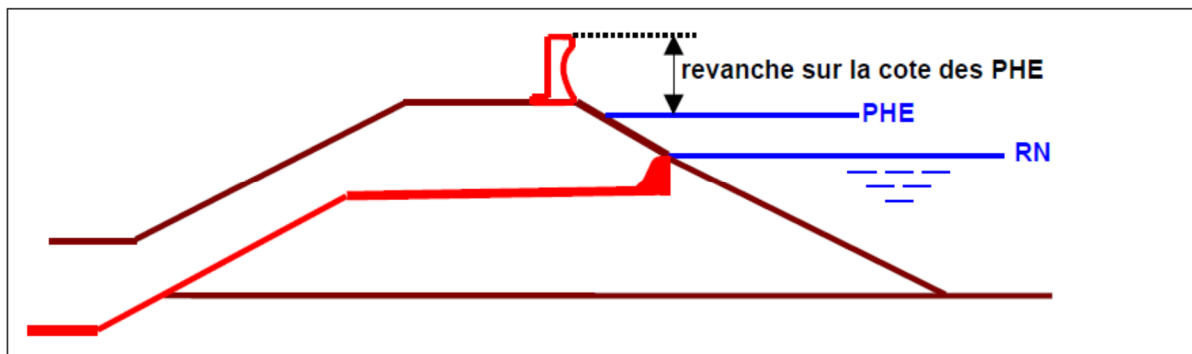 revanche sur la cote des PHE
PHE
RN